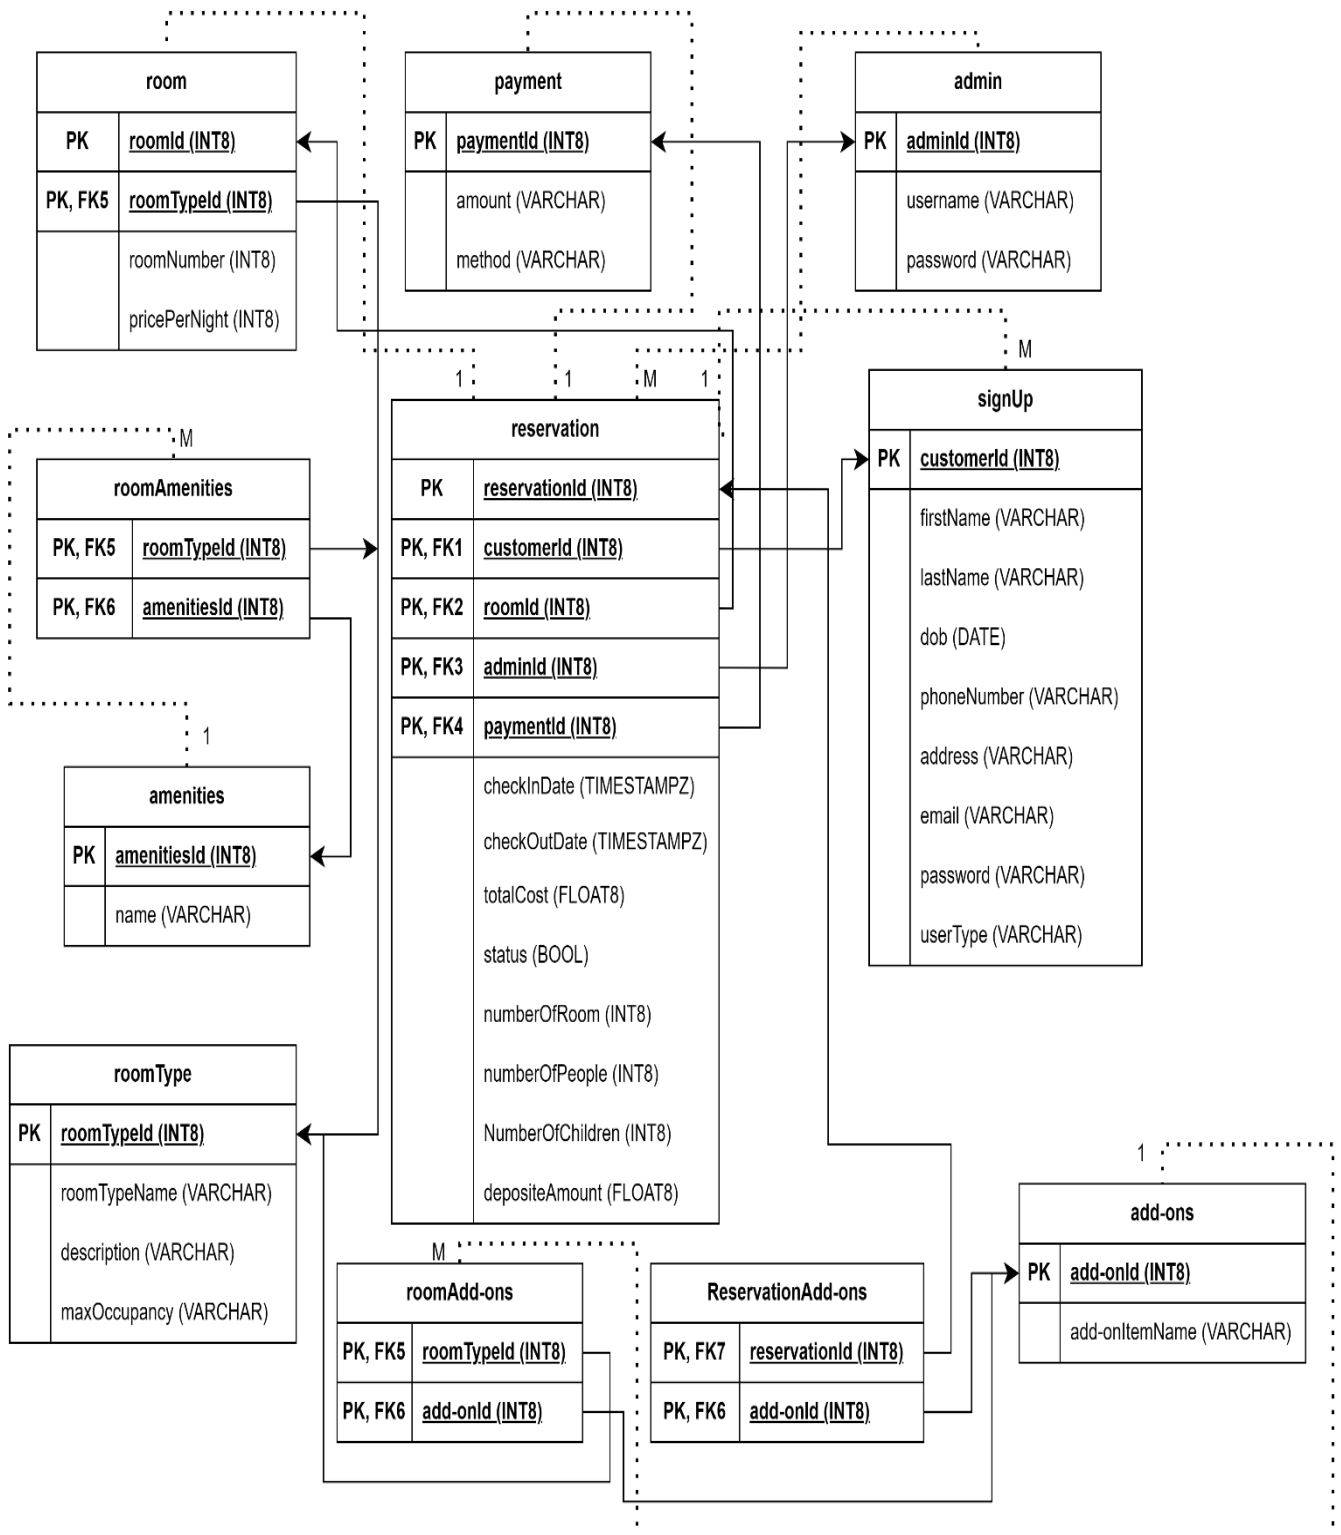 room
PK roomId (INT8)
PK, FK5 roomTypeId (INT8)
roomNumber (INT8)
pricePerNight (INT8)
payment
PK paymentId (INT8)
amount (VARCHAR)
method (VARCHAR)
admin
PK adminId (INT8)
username (VARCHAR)
password (VARCHAR)
1
1
M
1
M
signUp
PK customerId (INT8)
firstName (VARCHAR)
lastName (VARCHAR)
dob (DATE)
phoneNumber (VARCHAR)
address (VARCHAR)
email (VARCHAR)
password (VARCHAR)
userType (VARCHAR)
reservation
PK reservationId (INT8)
PK, FK1 customerId (INT8)
PK, FK2 roomId (INT8)
PK, FK3 adminId (INT8)
PK, FK4 paymentId (INT8)
checkInDate (TIMESTAMPZ)
checkOutDate (TIMESTAMPZ)
totalCost (FLOAT8)
status (BOOL)
numberOfRoom (INT8)
numberOfPeople (INT8)
NumberOfChildren (INT8)
depositeAmount (FLOAT8)
M
roomAmenities
PK, FK5 roomTypeId (INT8)
PK, FK6 amenitiesId (INT8)
1
amenities
PK amenitiesId (INT8)
name (VARCHAR)
roomType
PK roomTypeId (INT8)
roomTypeName (VARCHAR)
description (VARCHAR)
maxOccupancy (VARCHAR)
M
roomAdd-ons
PK, FK5 roomTypeId (INT8)
PK, FK6 add-onId (INT8)
ReservationAdd-ons
PK, FK7 reservationId (INT8)
PK, FK6 add-onId (INT8)
1
add-ons
PK add-onId (INT8)
add-onItemName (VARCHAR)